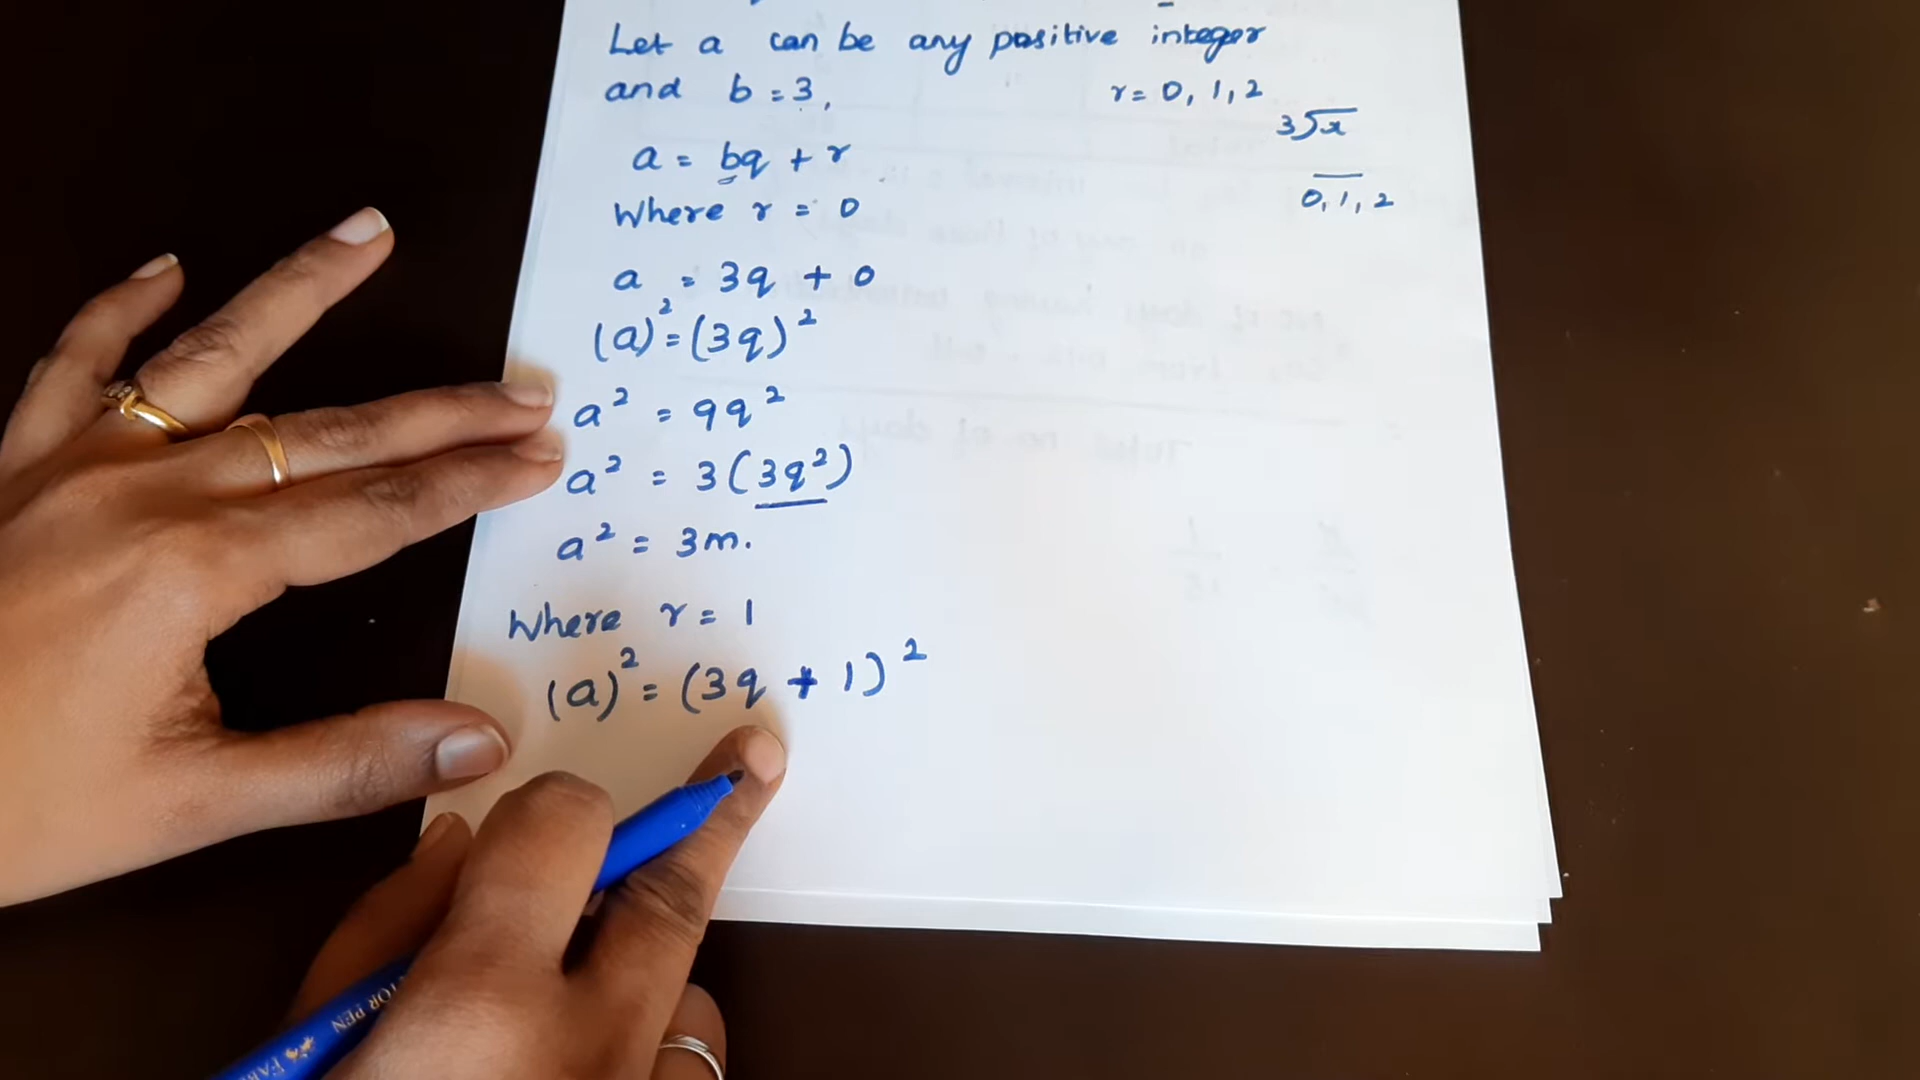 Let a can be any positive integer
and b = 3, r = 0, 1, 2
3√x
a = bq + r
0, 1, 2
Where r = 0
a = 3q + 0
(a)² = (3q)²
a² = 9q²
a² = 3(3q²)
a² = 3m.
Where r = 1
(a)² = (3q + 1)²
PEN